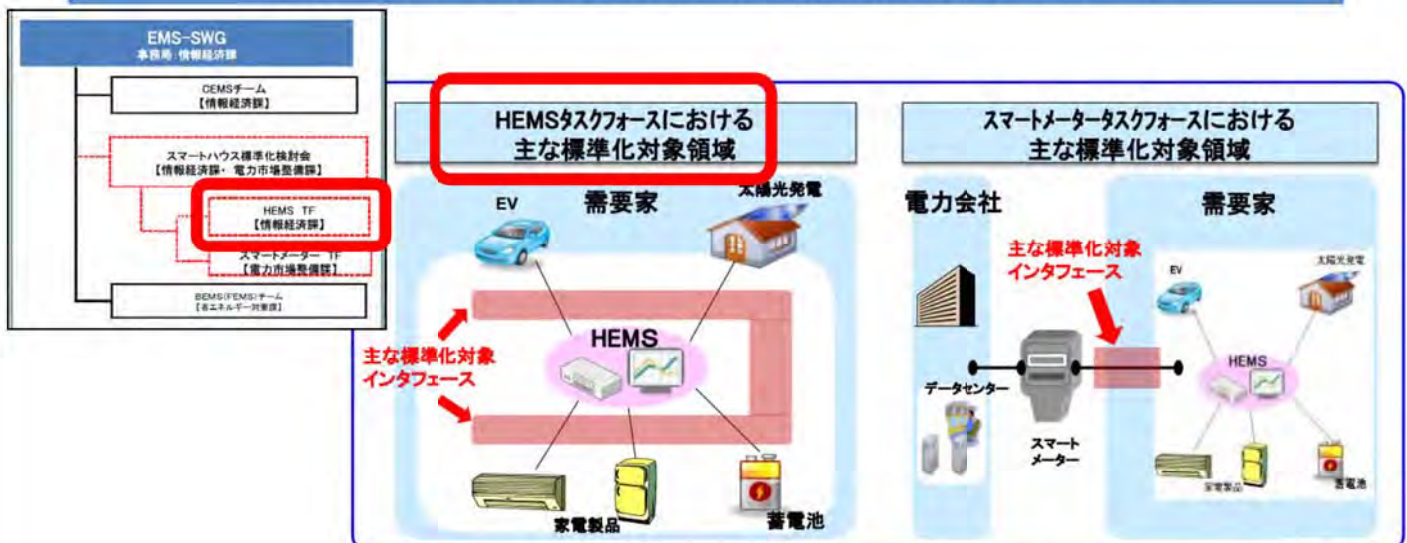 EMS-SWG
事務局 情報経済課
CEMSチーム
【情報経済課】
スマートハウス標準化検討会
【情報経済課・ 電力市場整備課】
HEMS TF
【情報経済課】
スマートメーター TF
【電力市場整備課】
BEMS(FEMS)チーム
【省エネルギー対策課】
HEMSタスクフォースにおける
主な標準化対象領域
EV
需要家
太陽光発電
主な標準化対象
インタフェース
HEMS
家電製品
蓄電池
スマートメータータスクフォースにおける
主な標準化対象領域
電力会社
需要家
主な標準化対象
インタフェース
EV
太陽光発電
HEMS
データセンター
スマート
メーター
家電製品
蓄電池